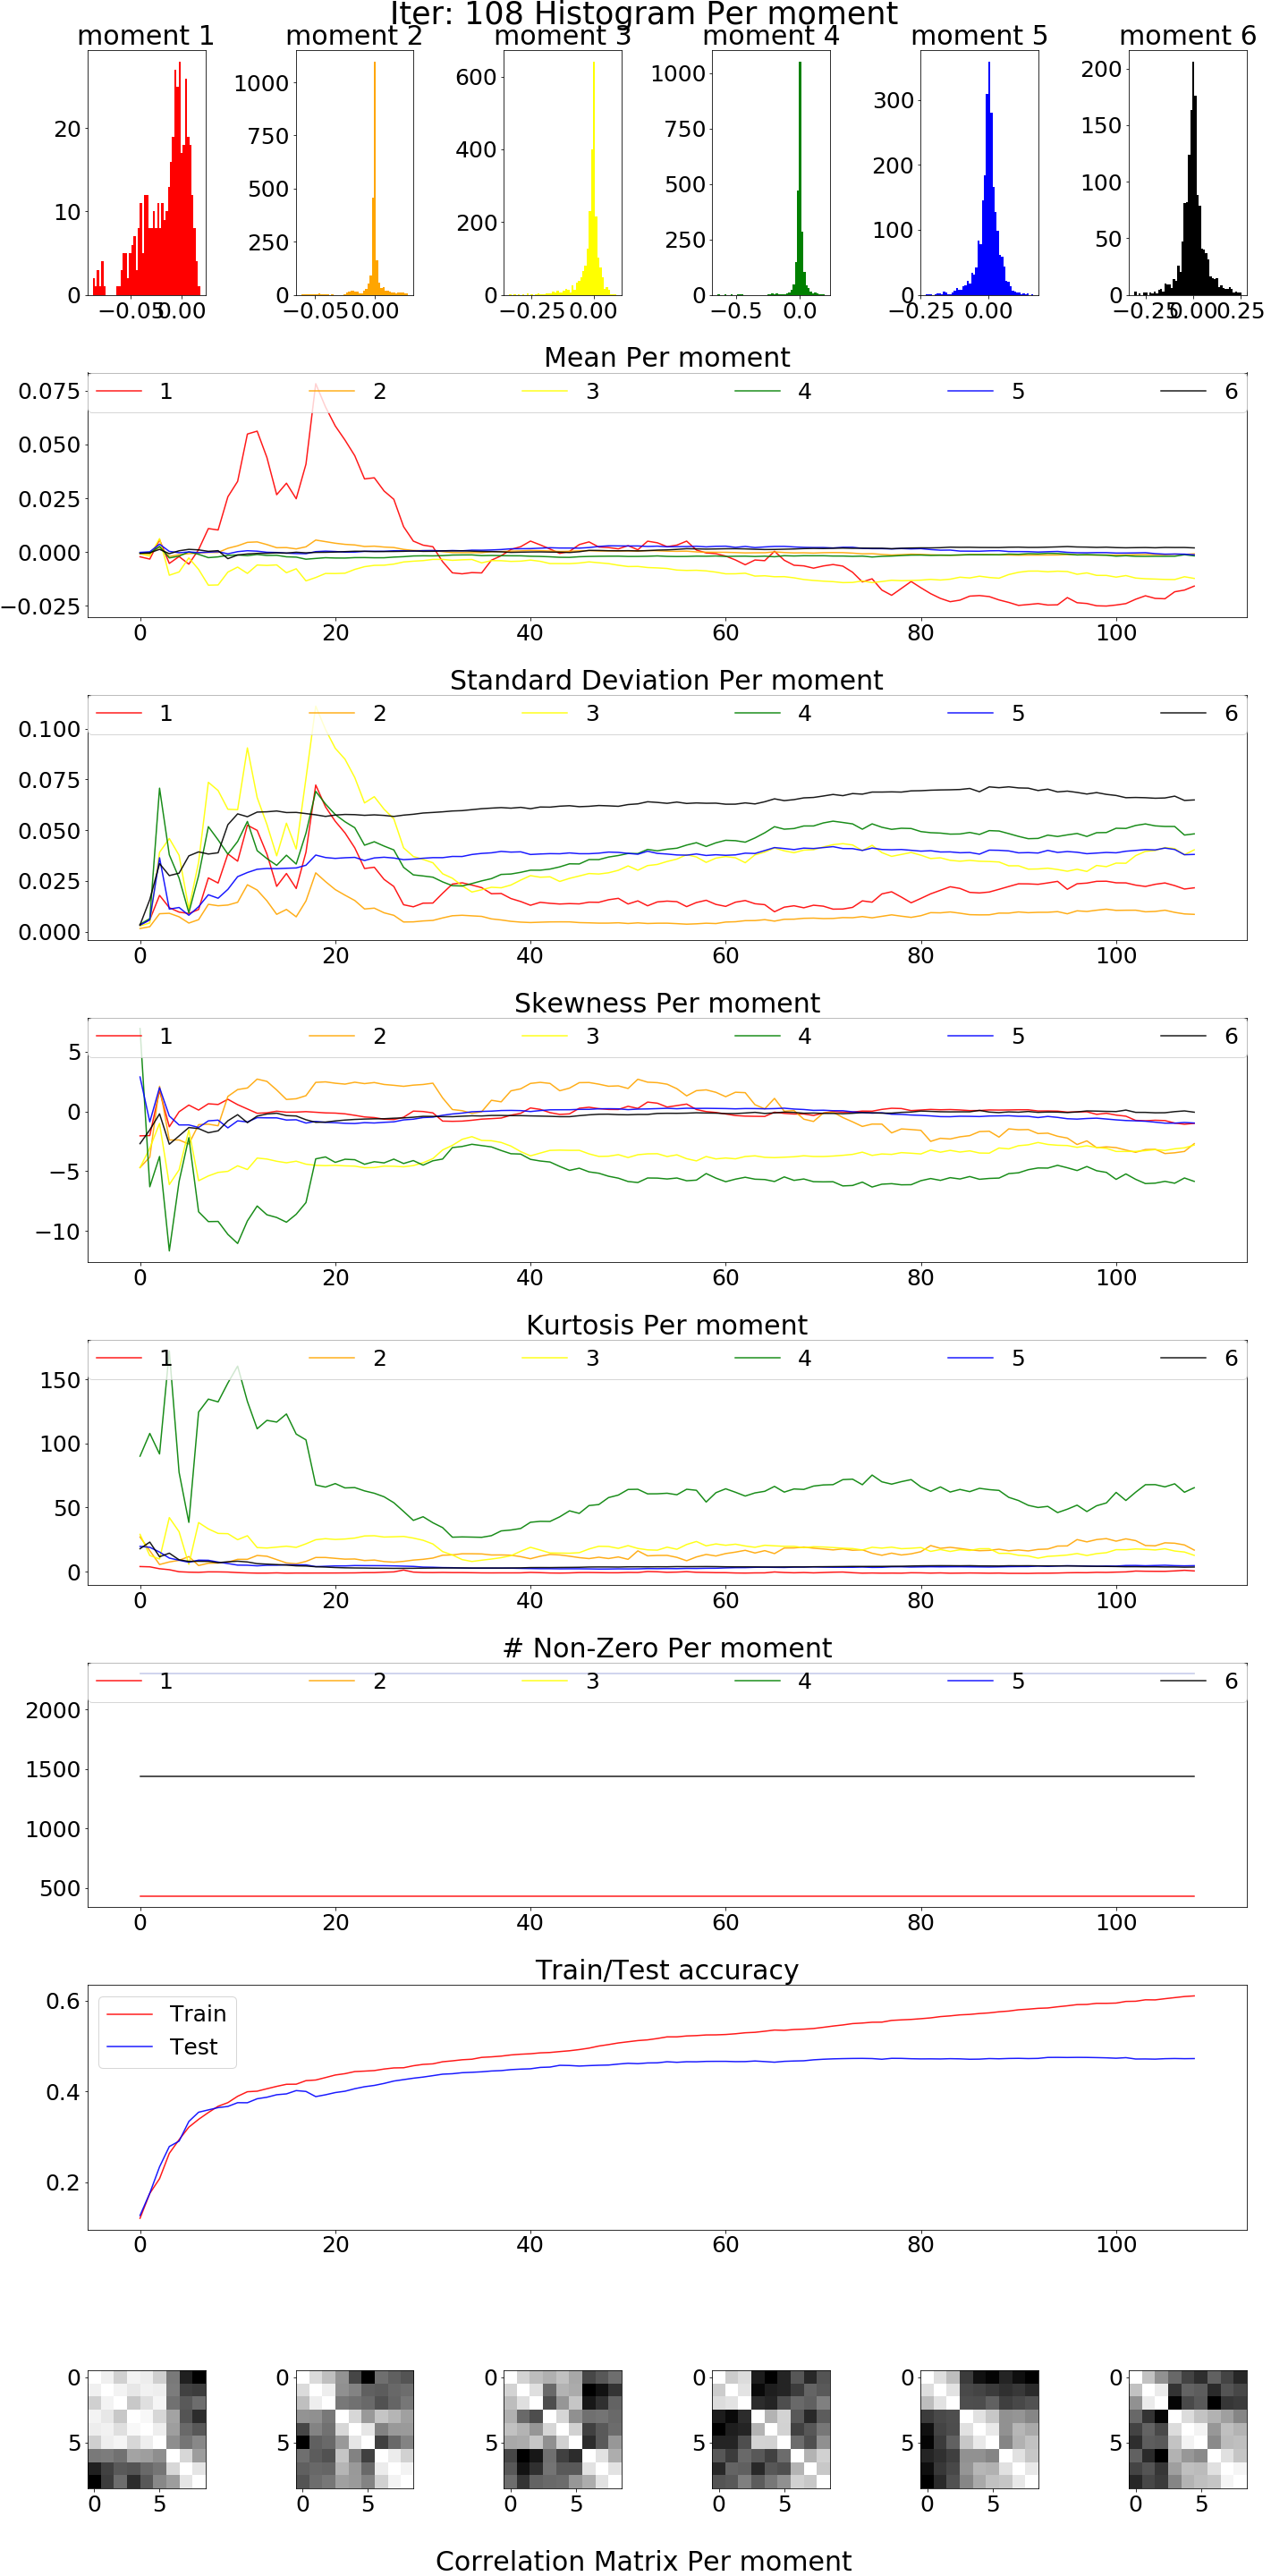 Iter: 108 Histogram Per moment
moment 1 moment 2 moment 3 moment 4 moment 5 moment 6
20
10
0
−0.05 0.00
1000
750
500
250
0
−0.05 0.00
600
400
200
0
−0.25 0.00
1000
750
500
250
0
−0.5 0.0
300
200
100
0
−0.25 0.00
200
150
100
50
0
−0.25 0.00 0.25
Mean Per moment
1 2 3 4 5 6
0.075
0.050
0.025
0.000
−0.025
0 20 40 60 80 100
Standard Deviation Per moment
1 2 3 4 5 6
0.100
0.075
0.050
0.025
0.000
0 20 40 60 80 100
Skewness Per moment
1 2 3 4 5 6
5
0
−5
−10
0 20 40 60 80 100
Kurtosis Per moment
1 2 3 4 5 6
150
100
50
0
0 20 40 60 80 100
# Non-Zero Per moment
1 2 3 4 5 6
2000
1500
1000
500
0 20 40 60 80 100
Train/Test accuracy
Train
Test
0.6
0.4
0.2
0 20 40 60 80 100
0 0 0 0 0 0
5 5 5 5 5 5
0 5 0 5 0 5 0 5 0 5 0 5
Correlation Matrix Per moment